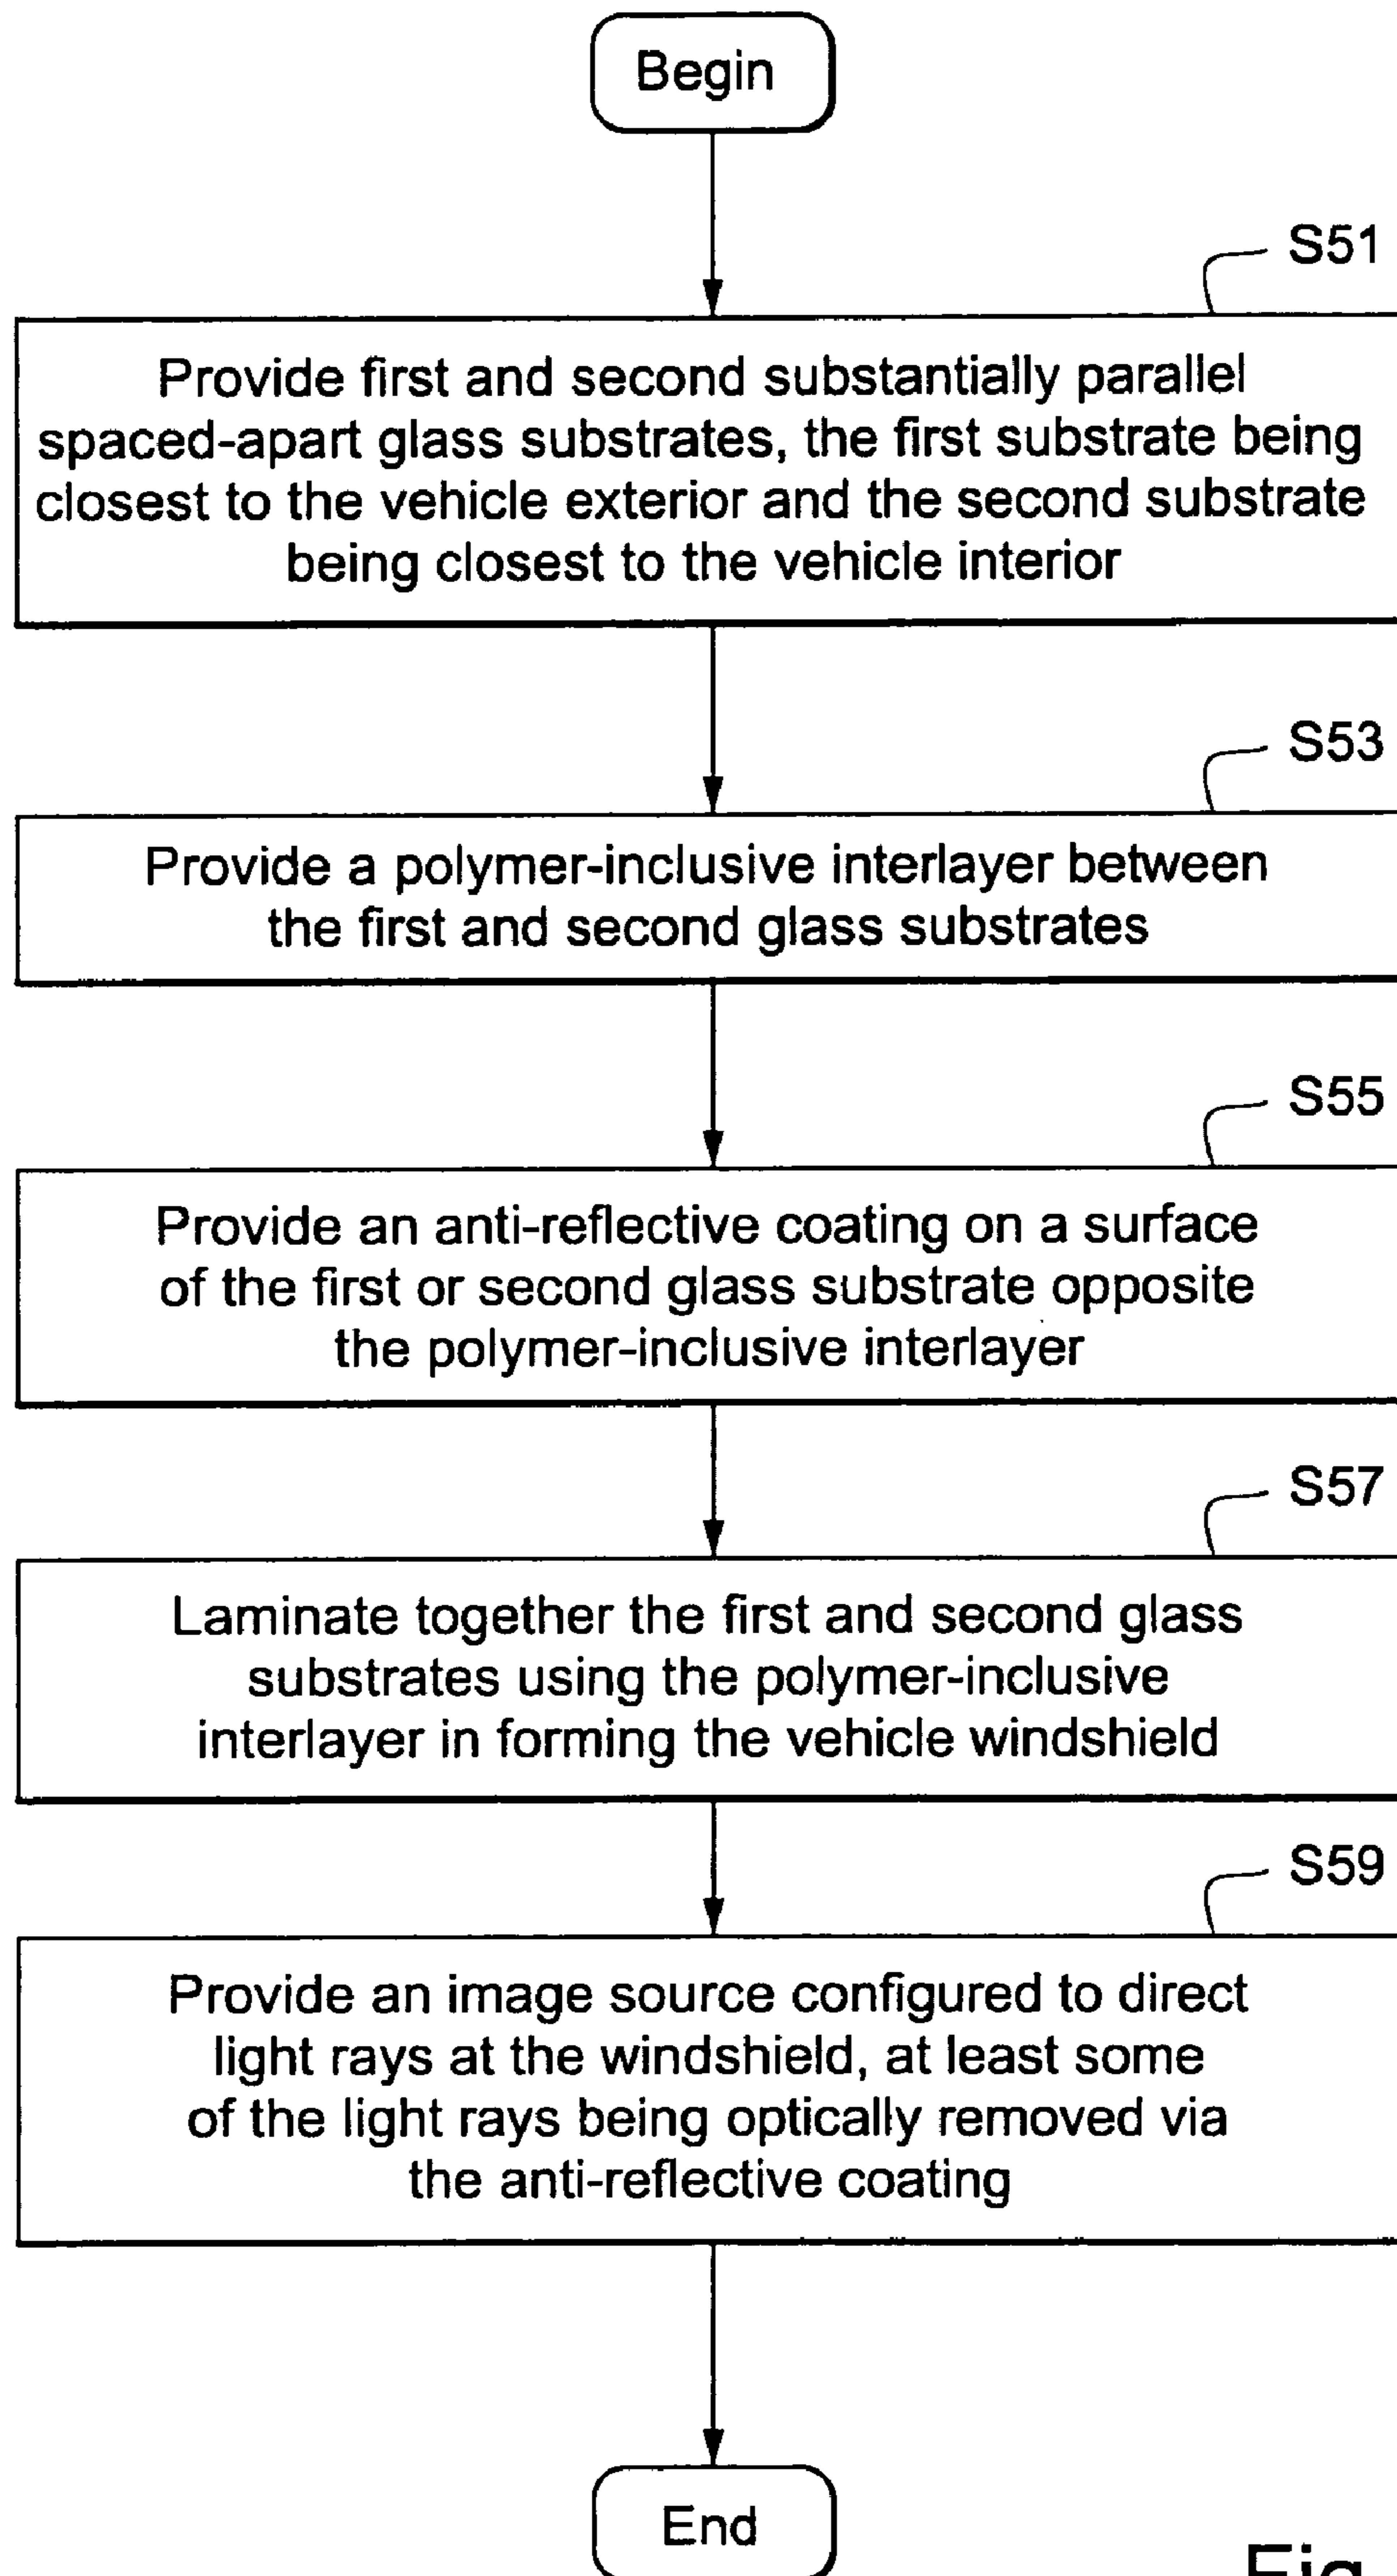 Begin
S51
Provide first and second substantially parallel
spaced-apart glass substrates, the first substrate being
closest to the vehicle exterior and the second substrate
being closest to the vehicle interior
S53
Provide a polymer-inclusive interlayer between
the first and second glass substrates
S55
Provide an anti-reflective coating on a surface
of the first or second glass substrate opposite
the polymer-inclusive interlayer
S57
Laminate together the first and second glass
substrates using the polymer-inclusive
interlayer in forming the vehicle windshield
S59
Provide an image source configured to direct
light rays at the windshield, at least some
of the light rays being optically removed via
the anti-reflective coating
End
Fig